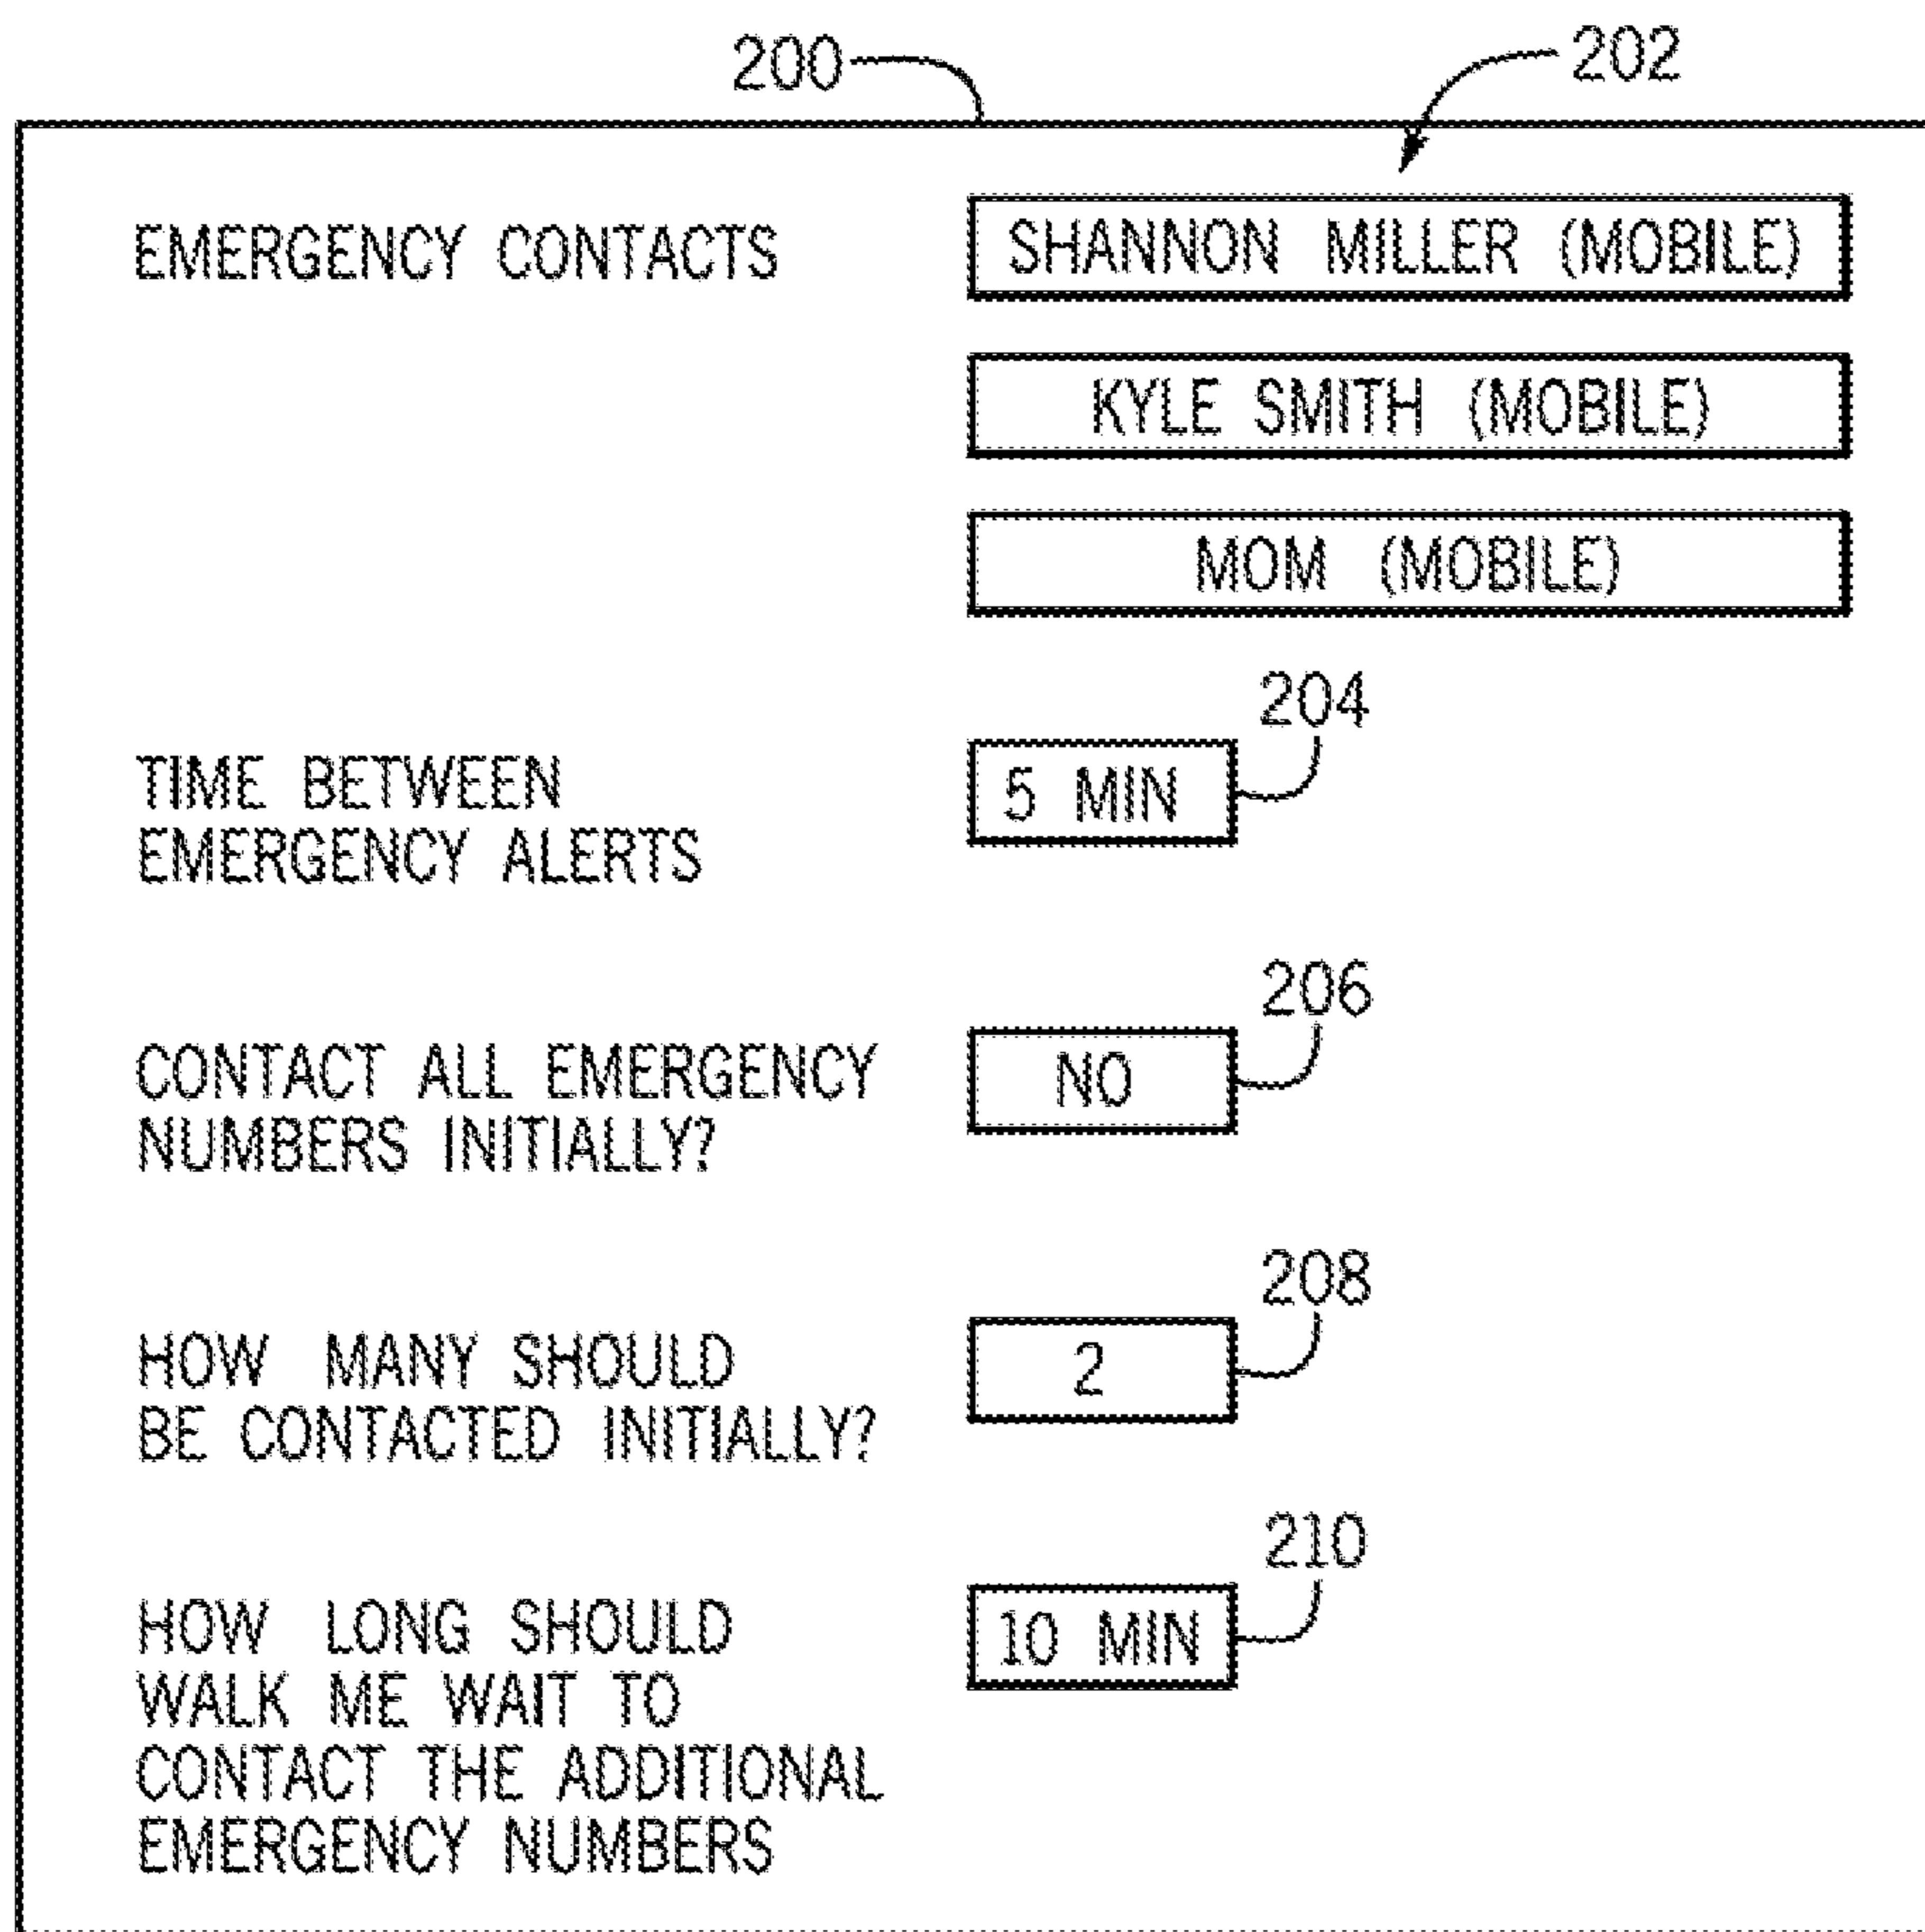 200
202
EMERGENCY CONTACTS
SHANNON MILLER (MOBILE)
KYLE SMITH (MOBILE)
MOM (MOBILE)
204
TIME BETWEEN
EMERGENCY ALERTS
5 MIN
206
CONTACT ALL EMERGENCY
NUMBERS INITIALLY?
NO
208
HOW MANY SHOULD
BE CONTACTED INITIALLY?
2
210
HOW LONG SHOULD
WALK ME WAIT TO
CONTACT THE ADDITIONAL
EMERGENCY NUMBERS
10 MIN